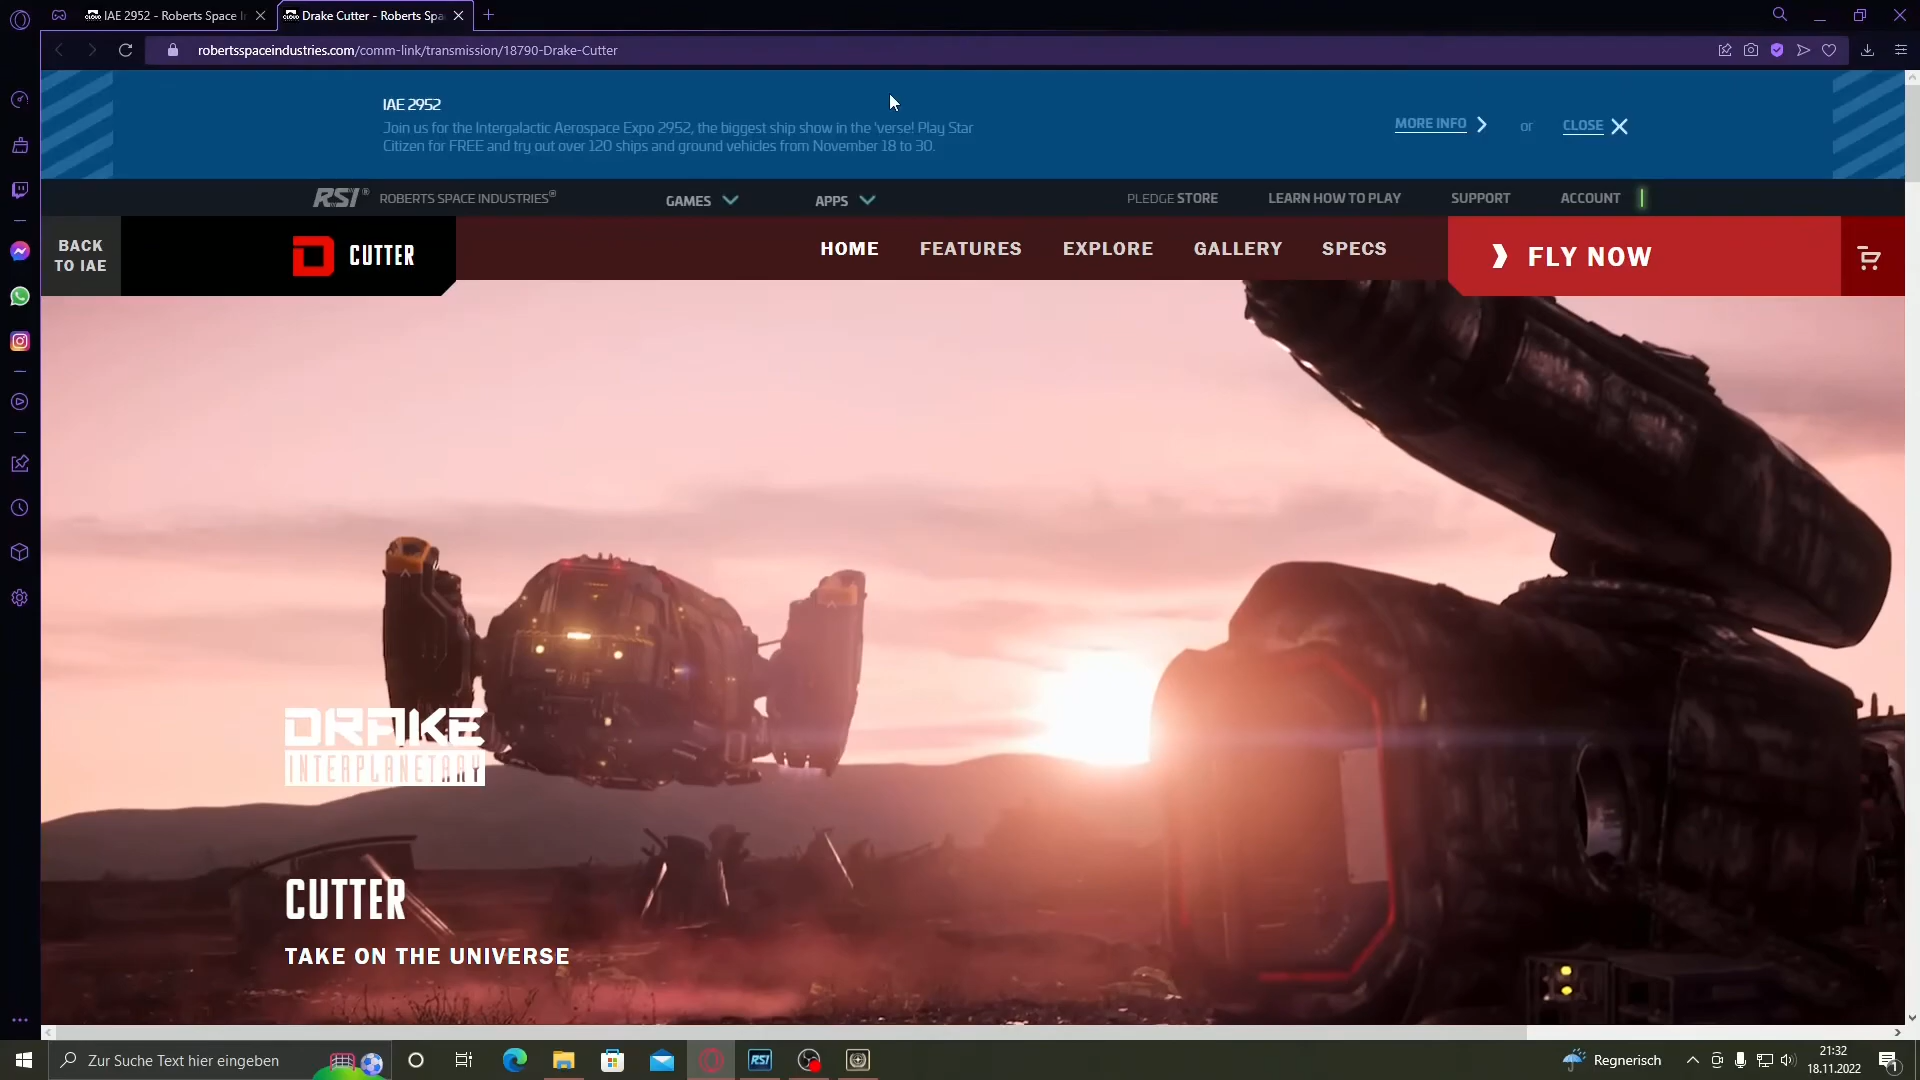 IAE 2952 - Roberts Space I
Drake Cutter - Roberts Spa
robertsspaceindustries.com/comm-link/transmission/18790-Drake-Cutter
IAE 2952
Join us for the Intergalactic Aerospace Expo 2952, the biggest ship show in the 'verse! Play Star
Citizen for FREE and try out over 120 ships and ground vehicles from November 18 to 30.
MORE INFO or CLOSE
RSI® ROBERTS SPACE INDUSTRIES® GAMES APPS PLEDGE STORE LEARN HOW TO PLAY SUPPORT ACCOUNT
BACK
TO IAE
CUTTER
HOME FEATURES EXPLORE GALLERY SPECS
FLY NOW
DRAKE
INTERPLANETARY
CUTTER
TAKE ON THE UNIVERSE
Zur Suche Text hier eingeben
RSI
Regnerisch
21:32
18.11.2022
1